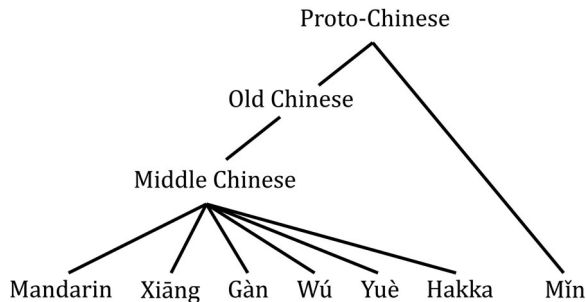 Proto-Chinese
Old Chinese
Middle Chinese
Mandarin Xiāng Gàn Wú Yuè Hakka Mǐn